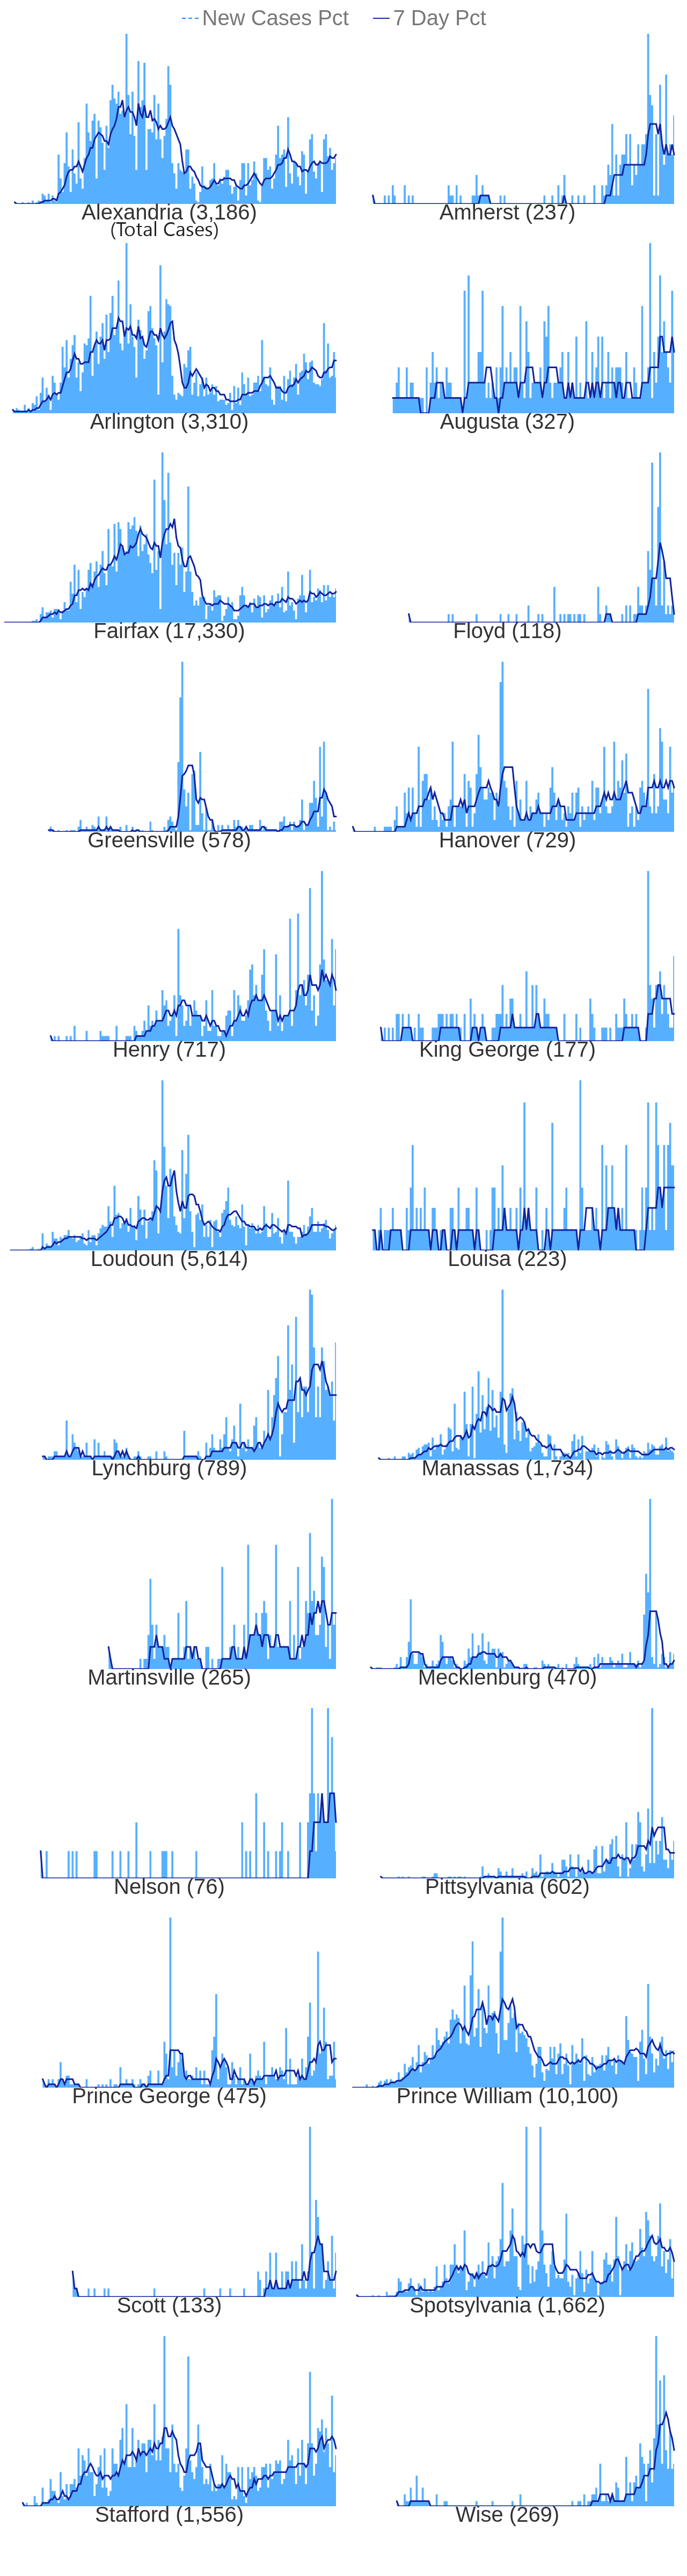 New Cases Pct 7 Day Pct
Alexandria (3,186) Amherst (237)
(Total Cases)
Arlington (3,310) Augusta (327)
Fairfax (17,330) Floyd (118)
Greensville (578) Hanover (729)
Henry (717) King George (177)
Loudoun (5,614) Louisa (223)
Lynchburg (789) Manassas (1,734)
Martinsville (265) Mecklenburg (470)
Nelson (76) Pittsylvania (602)
Prince George (475) Prince William (10,100)
Scott (133) Spotsylvania (1,662)
Stafford (1,556) Wise (269)